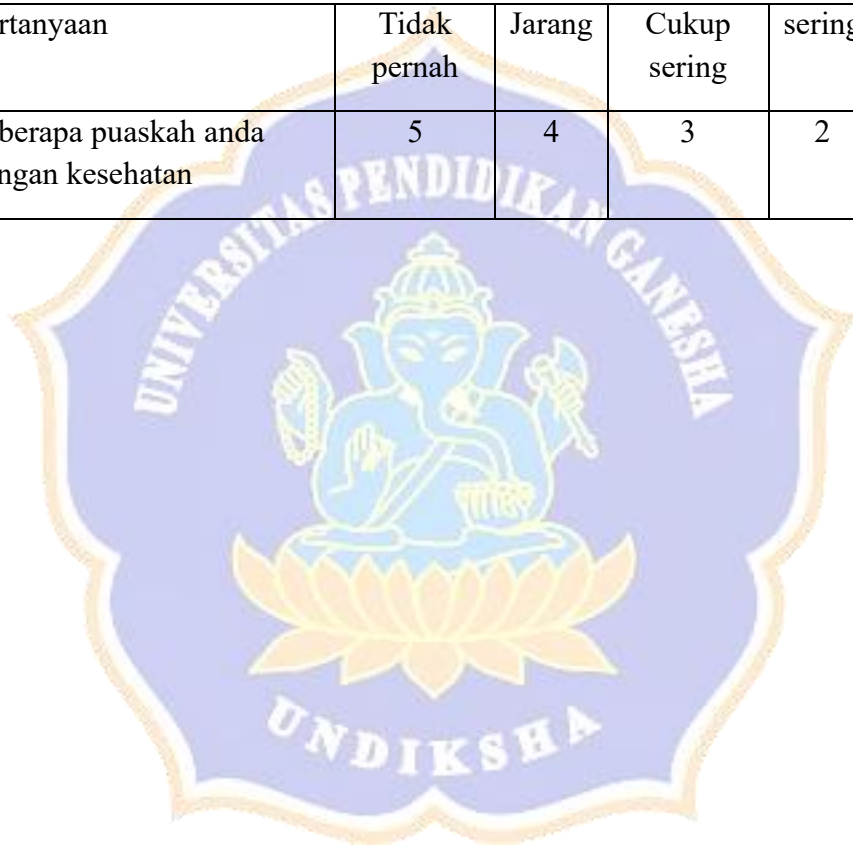 rtanyaan Tidak pernah Jarang Cukup sering sering
berapa puaskah anda 5 4 3 2
ngan kesehatan
UNIVERSITAS PENDIDIKAN GANESHA
UNDIKSHA